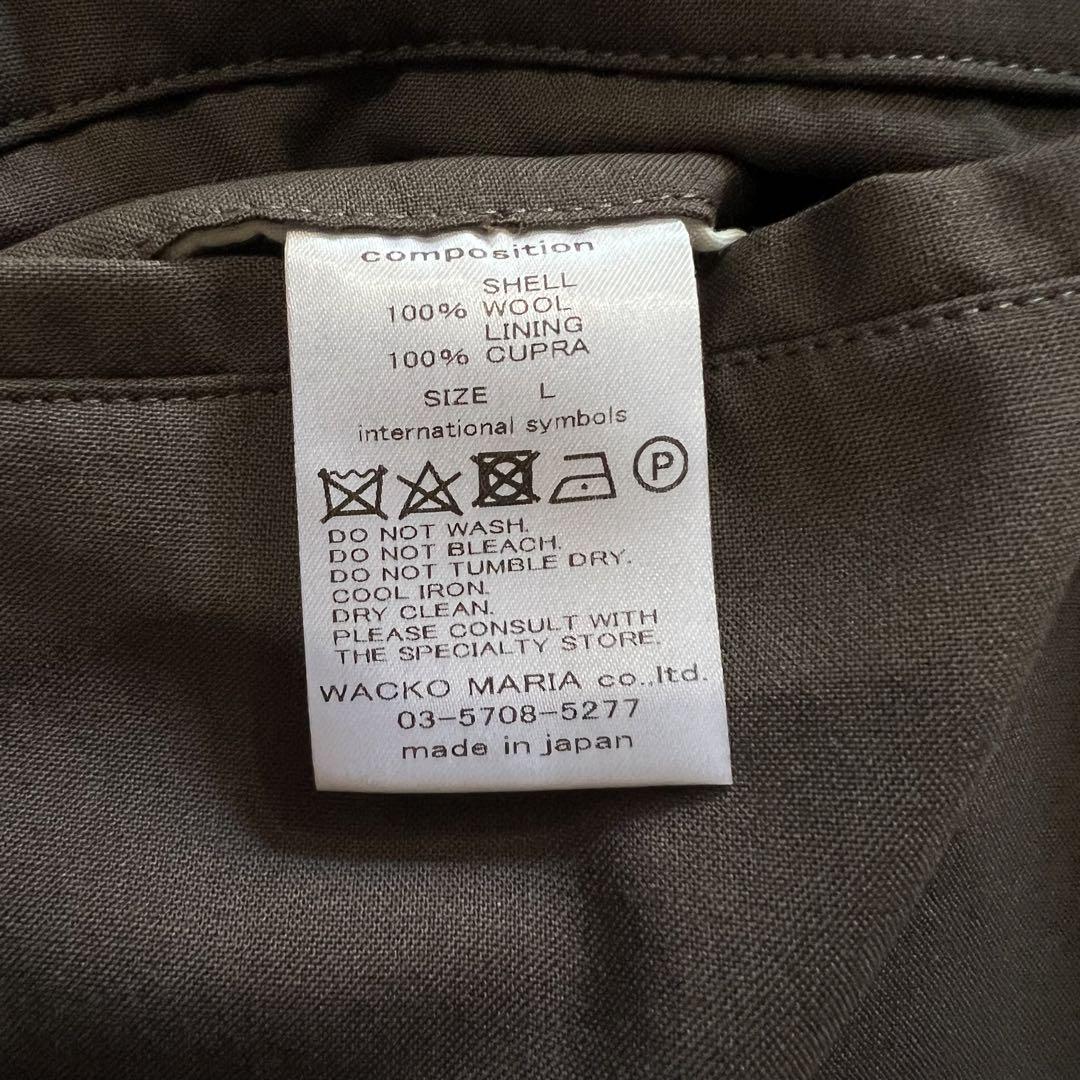 composition
SHELL
100% WOOL
LINING
100% CUPRA
SIZE L
international symbols
P
DO NOT WASH.
DO NOT BLEACH.
DO NOT TUMBLE DRY.
COOL IRON.
DRY CLEAN.
PLEASE CONSULT WITH
THE SPECIALTY STORE.
WACKO MARIA co.,ltd.
03-5708-5277
made in japan